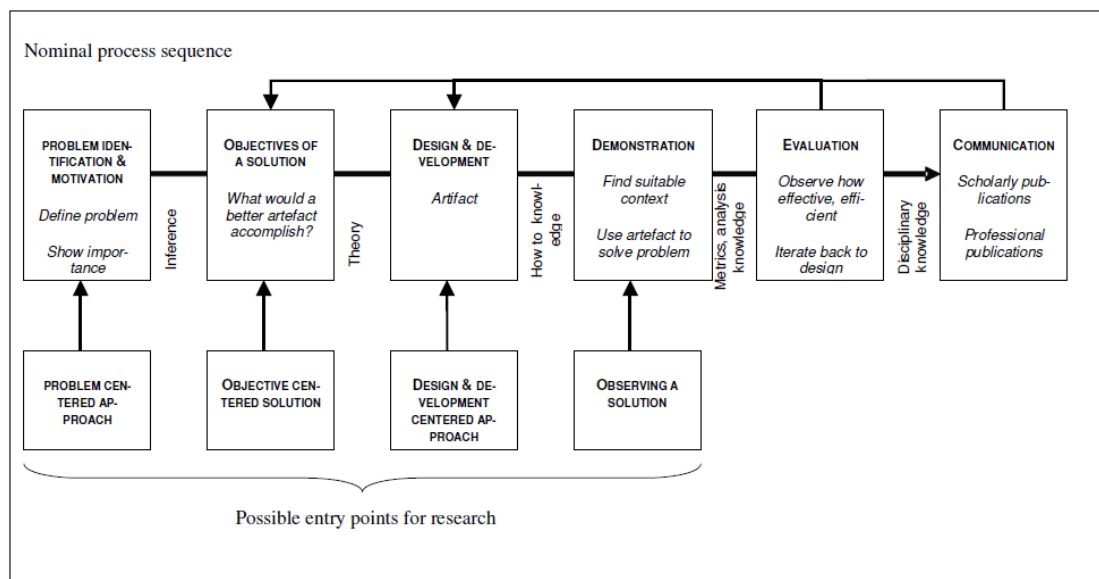 Nominal process sequence
PROBLEM IDEN-
TIFICATION &
MOTIVATION
Define problem
Show impor-
tance
Inference
OBJECTIVES OF
A SOLUTION
What would a
better artefact
accomplish?
Theory
DESIGN & DE-
VELOPMENT
Artifact
How to knowl-
edge
DEMONSTRATION
Find suitable
context
Use artefact to
solve problem
Metrics, analysis
knowledge
EVALUATION
Observe how
effective, effi-
cient
Iterate back to
design
Disciplinary
knowledge
COMMUNICATION
Scholarly pub-
lications
Professional
publications
PROBLEM CEN-
TERED AP-
PROACH
OBJECTIVE CEN-
TERED SOLUTION
DESIGN & DE-
VELOPMENT
CENTERED AP-
PROACH
OBSERVING A
SOLUTION
Possible entry points for research